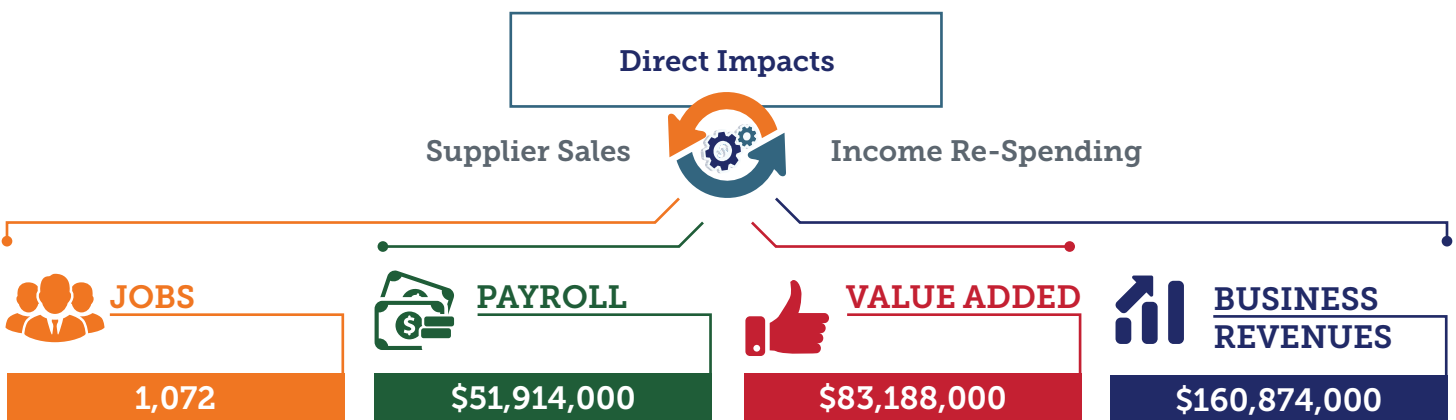 Direct Impacts
Supplier Sales
Income Re-Spending
JOBS
1,072
PAYROLL
$
$51,914,000
VALUE ADDED
$83,188,000
BUSINESS
REVENUES
$160,874,000